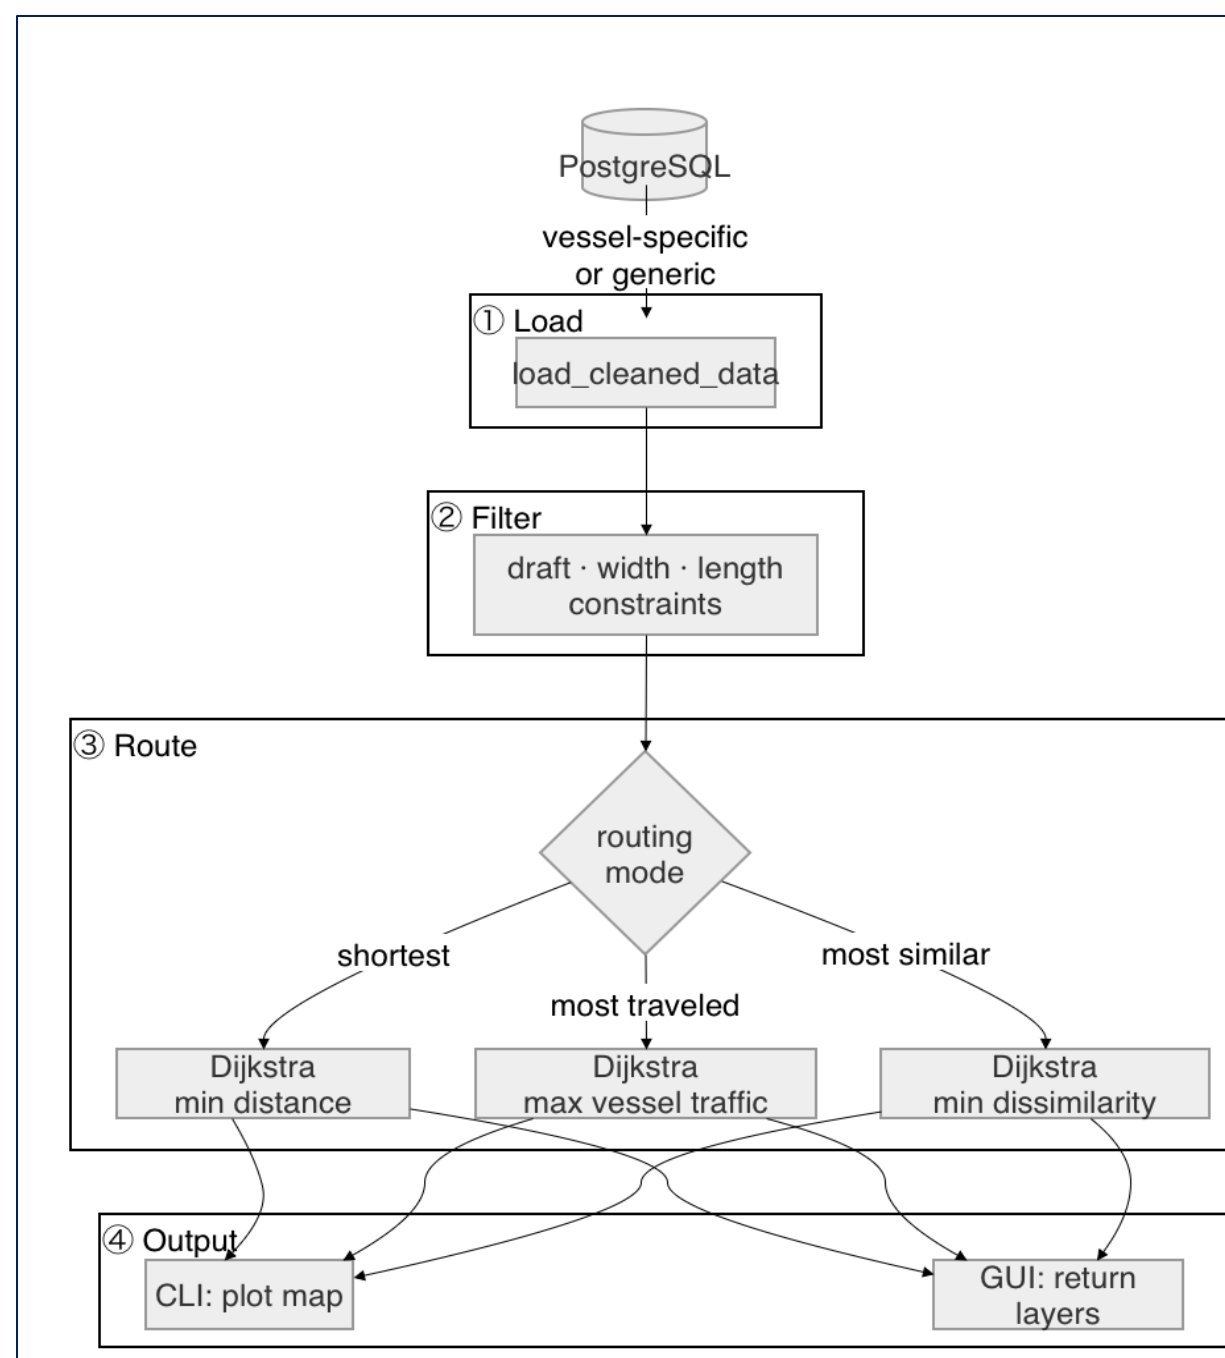 PostgreSQL
vessel-specific
or generic
① Load
load_cleaned_data
② Filter
draft · width · length
constraints
③ Route
routing
mode
shortest
most similar
most traveled
Dijkstra
min distance
Dijkstra
max vessel traffic
Dijkstra
min dissimilarity
④ Output
CLI: plot map
GUI: return
layers